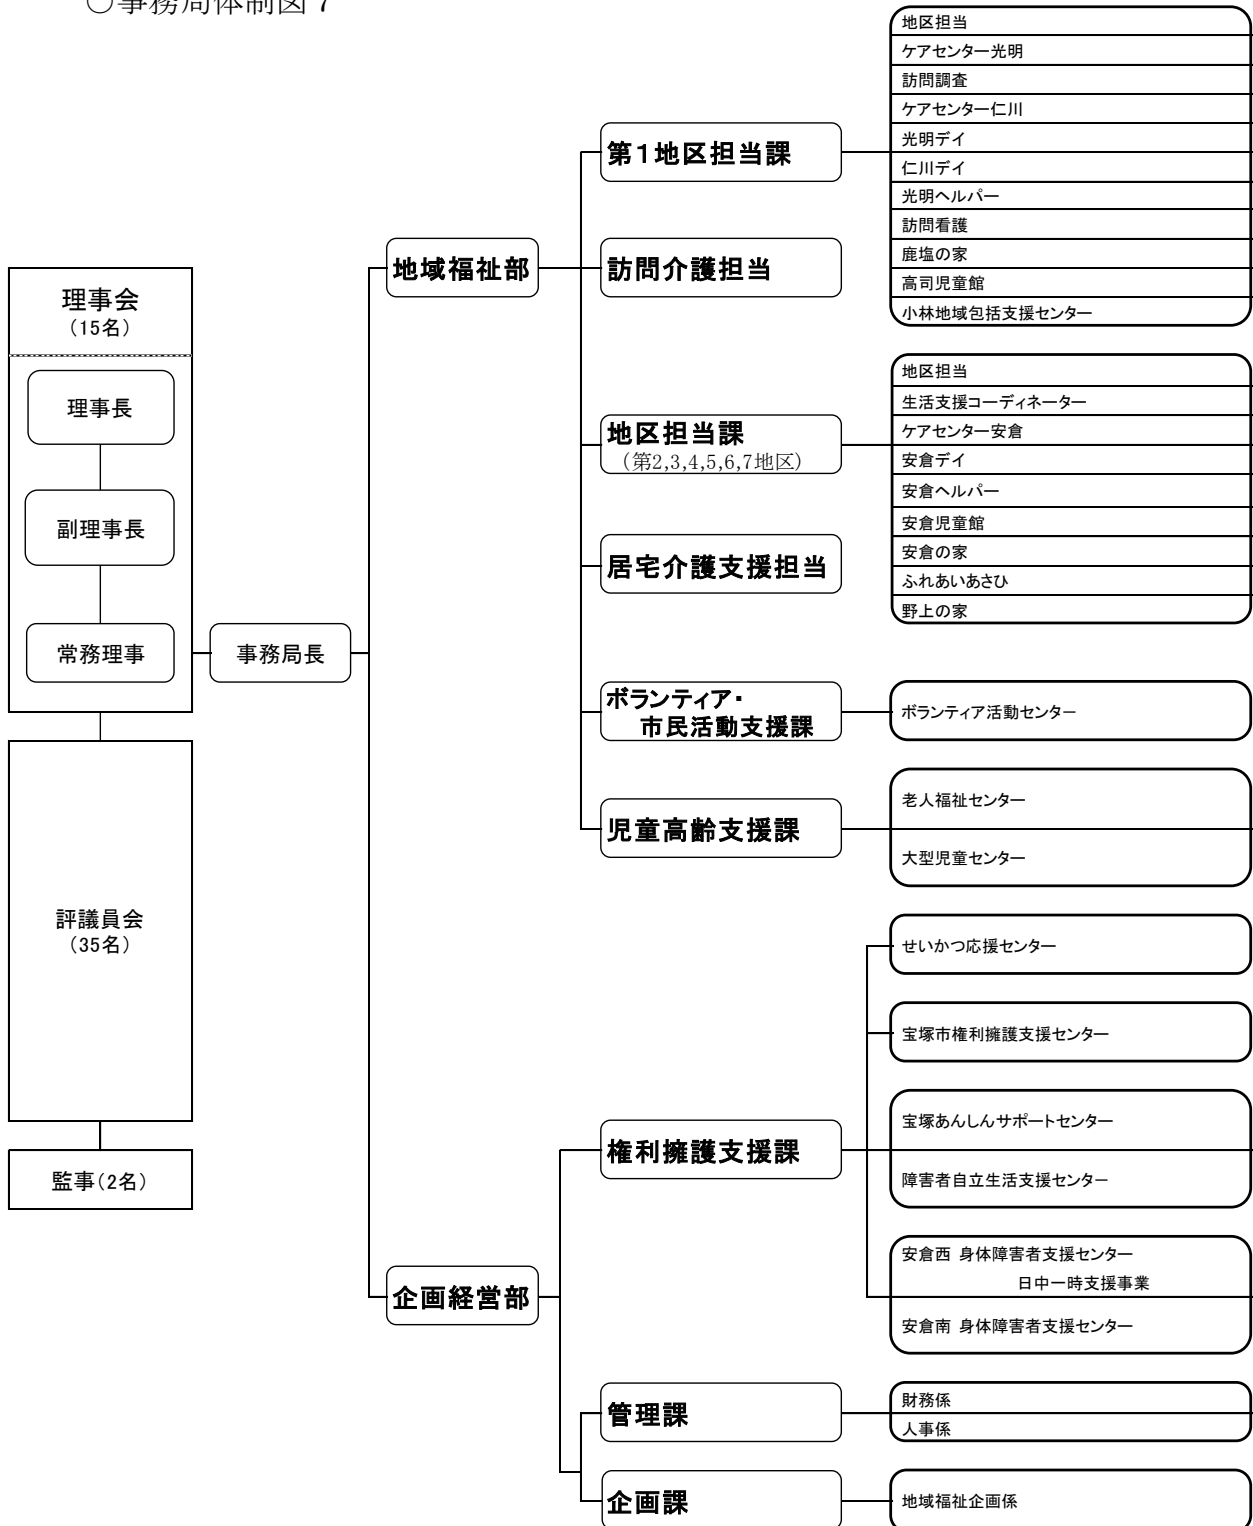 〇事務局体制図7
理事会
(15名)
理事長
副理事長
常務理事
評議員会
(35名)
監事(2名)
事務局長
地域福祉部
第1地区担当課
地区担当
ケアセンター光明
訪問調査
ケアセンター仁川
光明デイ
仁川デイ
光明ヘルパー
訪問看護
鹿塩の家
高司児童館
小林地域包括支援センター
訪問介護担当
地区担当課
(第2,3,4,5,6,7地区)
地区担当
生活支援コーディネーター
ケアセンター安倉
安倉デイ
安倉ヘルパー
安倉児童館
安倉の家
ふれあいあさひ
野上の家
居宅介護支援担当
ボランティア・
市民活動支援課
ボランティア活動センター
児童高齢支援課
老人福祉センター
大型児童センター
企画経営部
権利擁護支援課
せいかつ応援センター
宝塚市権利擁護支援センター
宝塚あんしんサポートセンター
障害者自立生活支援センター
安倉西 身体障害者支援センター
日中一時支援事業
安倉南 身体障害者支援センター
管理課
財務係
人事係
企画課
地域福祉企画係